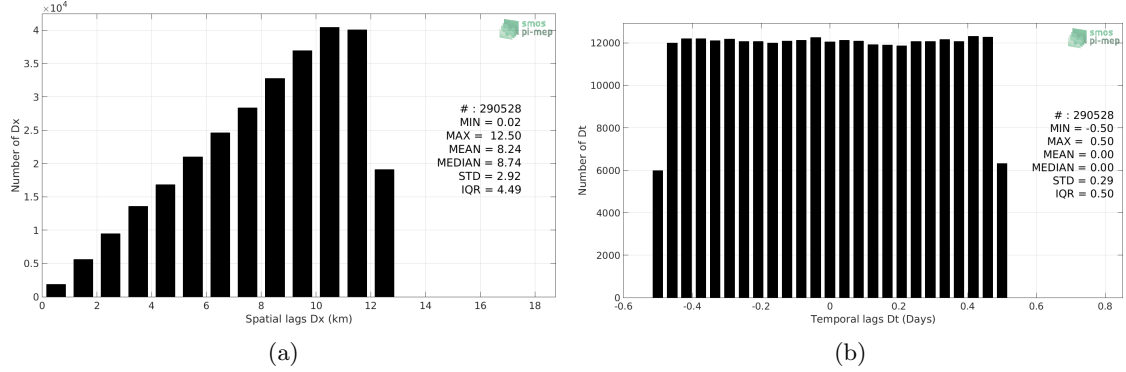 ×10⁴
4
3.5
3
2.5
2
1.5
1
0.5
0
Number of Dx
0 2 4 6 8 10 12 14 16 18
Spatial lags Dx (km)
smos
pi-mep
# : 290528
MIN = 0.02
MAX = 12.50
MEAN = 8.24
MEDIAN = 8.74
STD = 2.92
IQR = 4.49
(a)
12000
10000
8000
6000
4000
2000
0
Number of Dt
-0.6 -0.4 -0.2 0 0.2 0.4 0.6 0.8
Temporal lags Dt (Days)
smos
pi-mep
# : 290528
MIN = -0.50
MAX = 0.50
MEAN = 0.00
MEDIAN = 0.00
STD = 0.29
IQR = 0.50
(b)